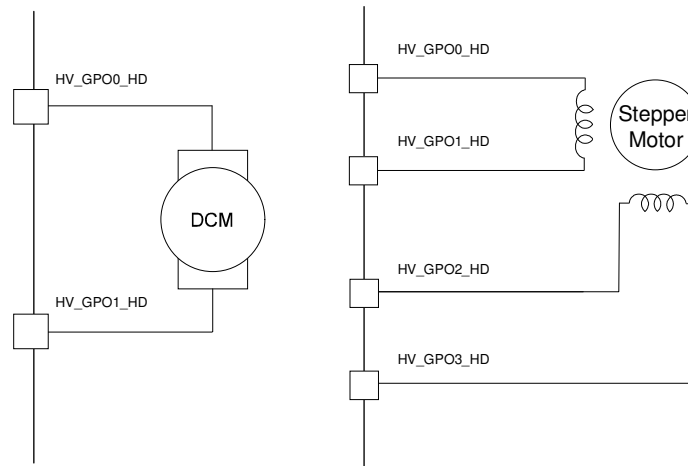 HV_GPO0_HD
DCM
HV_GPO1_HD
HV_GPO0_HD
Stepper
Motor
HV_GPO1_HD
HV_GPO2_HD
HV_GPO3_HD